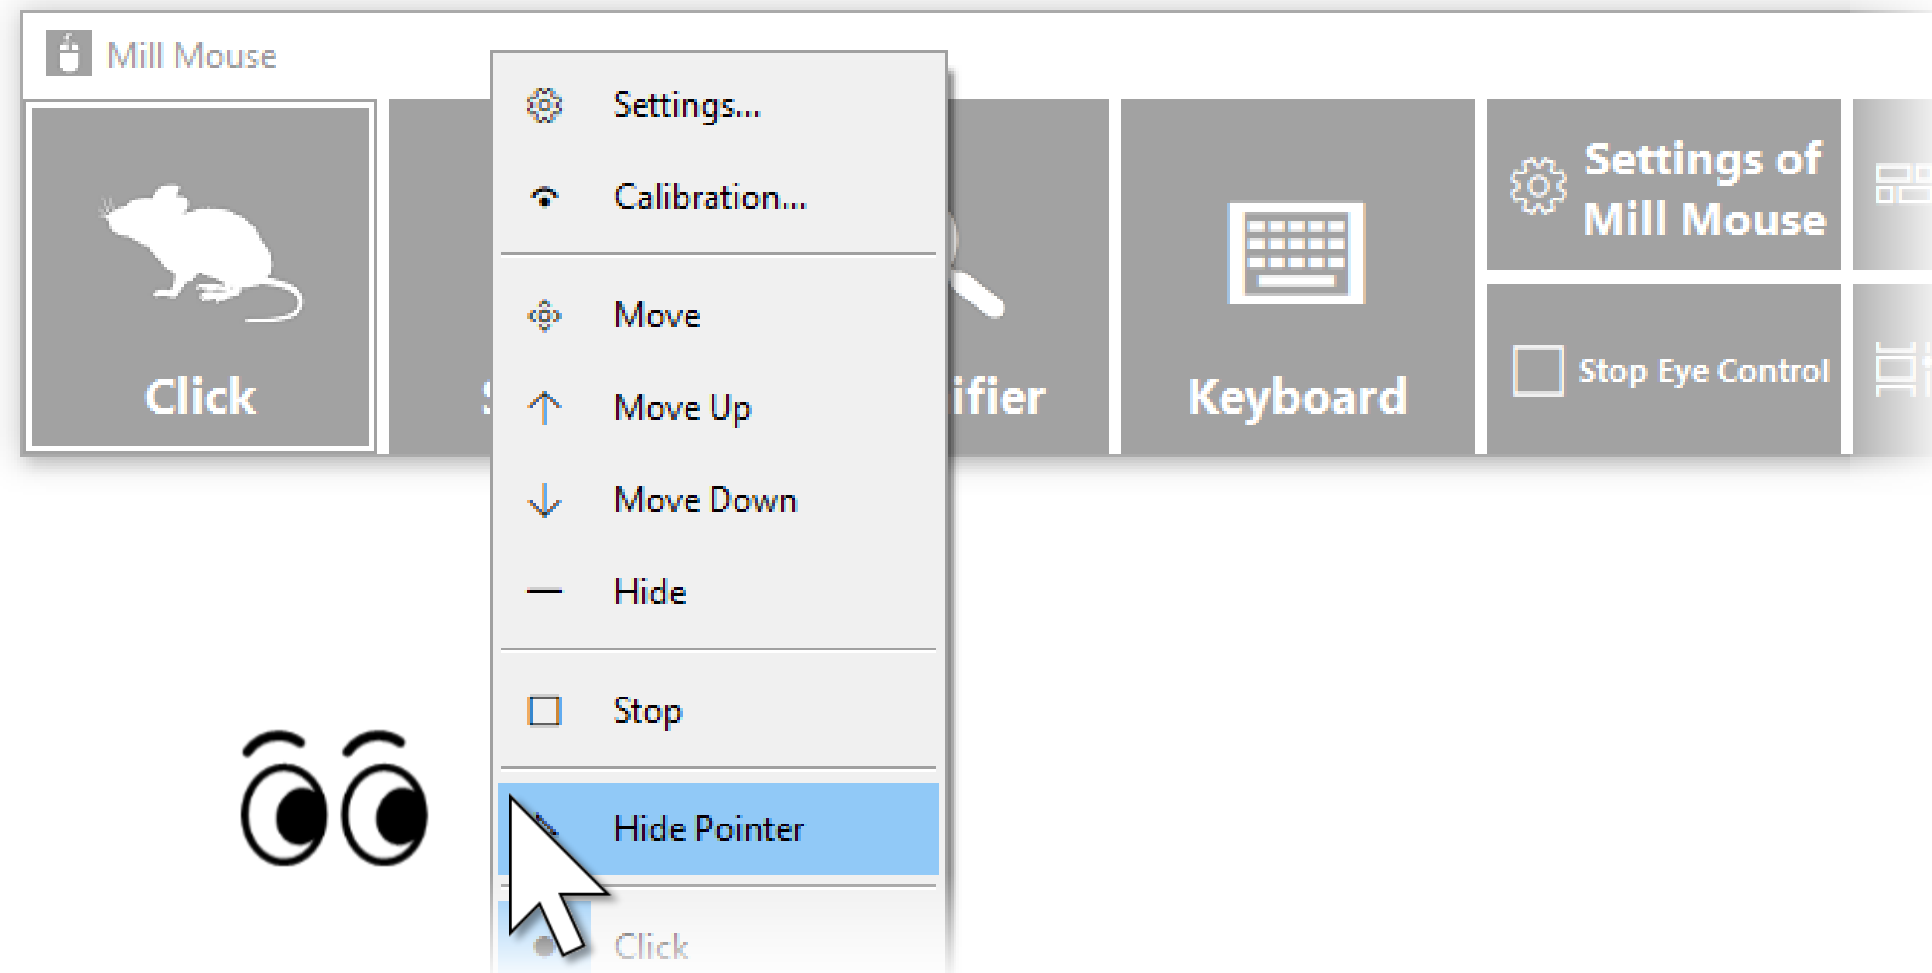 Mill Mouse
Settings...
Calibration...
Move
Move Up
Move Down
Hide
Stop
Hide Pointer
Click
Click
ifier
Keyboard
Settings of
Mill Mouse
Stop Eye Control